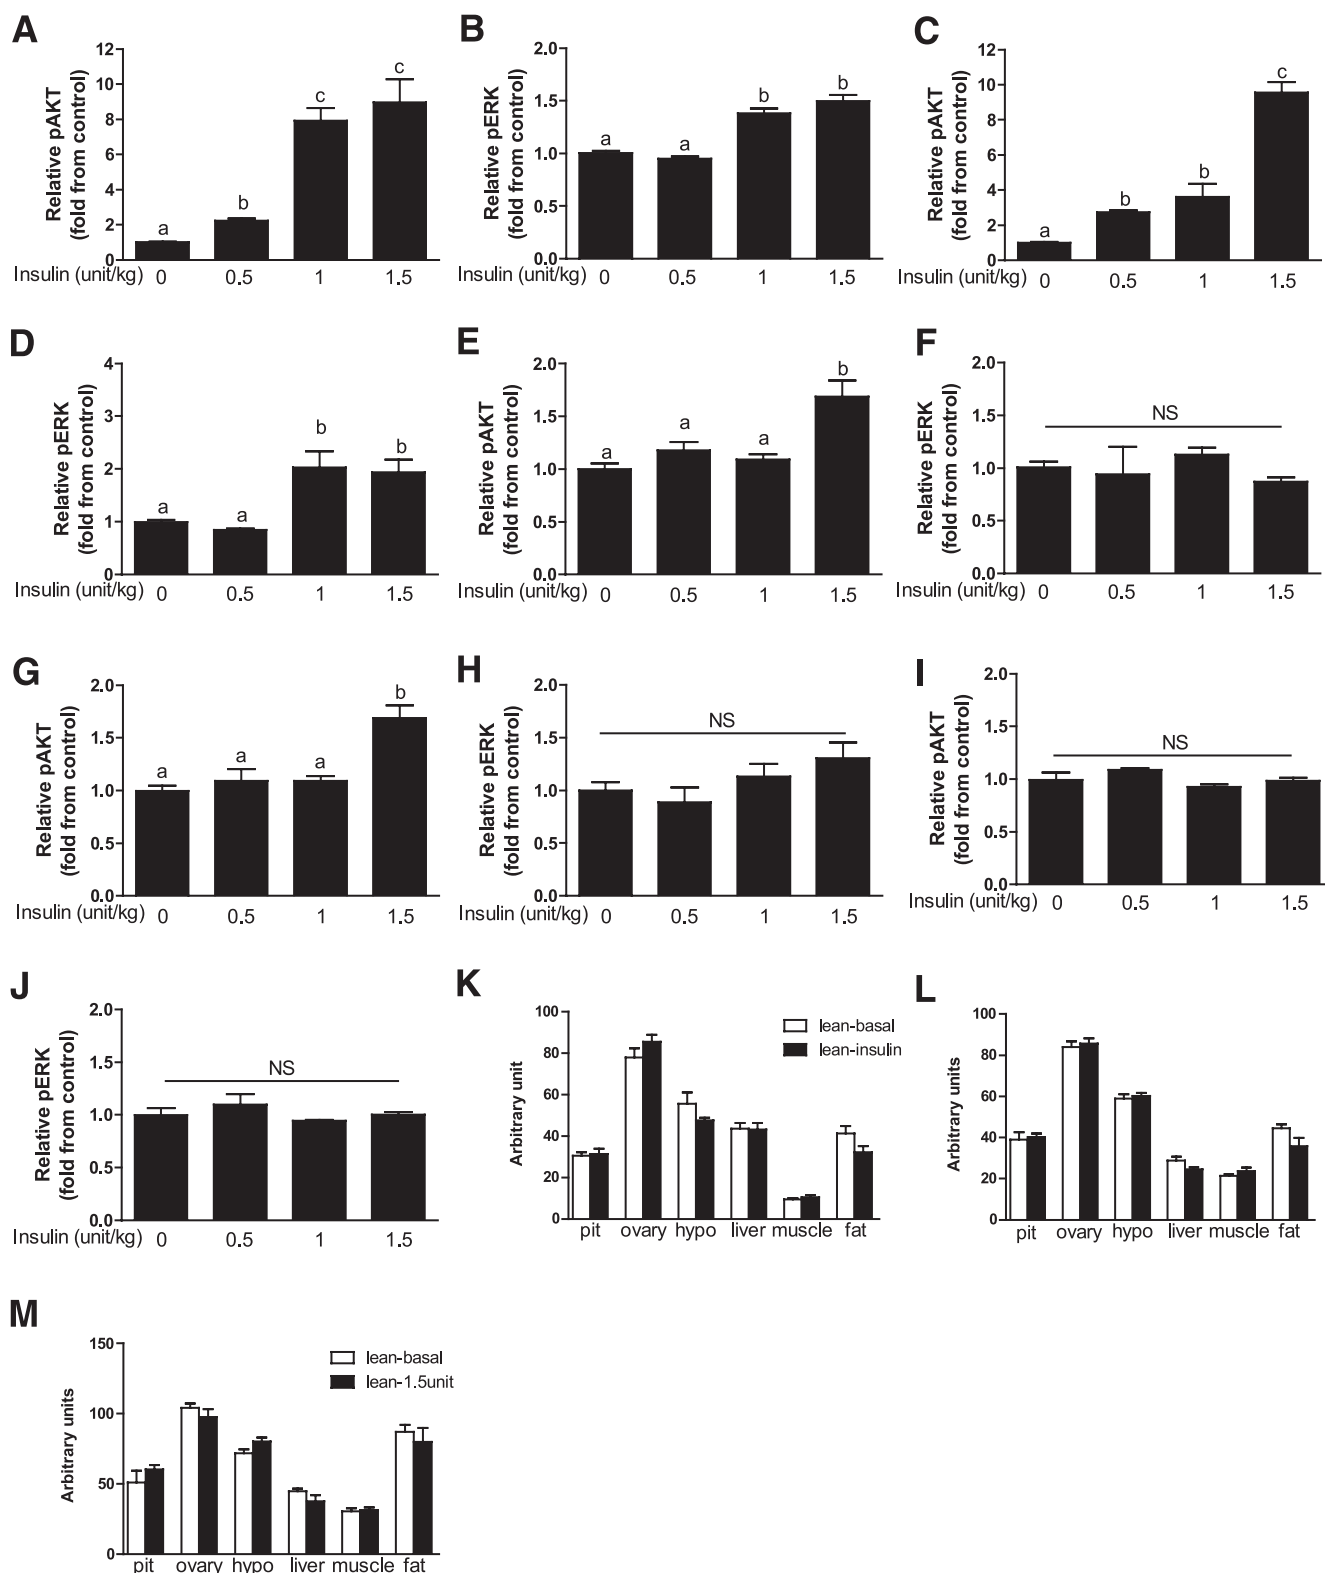 A
Relative pAKT
(fold from control)
12
10
8
6
4
2
0
a
b
c
c
Insulin (unit/kg) 0 0.5 1 1.5
B
Relative pERK
(fold from control)
2.0
1.5
1.0
0.5
0.0
a
a
b
b
Insulin (unit/kg) 0 0.5 1 1.5
C
Relative pAKT
(fold from control)
12
10
8
6
4
2
0
a
b
b
c
Insulin (unit/kg) 0 0.5 1 1.5
D
Relative pERK
(fold from control)
4
3
2
1
0
a
a
b
b
Insulin (unit/kg) 0 0.5 1 1.5
E
Relative pAKT
(fold from control)
2.0
1.5
1.0
0.5
0.0
a
a
a
b
Insulin (unit/kg) 0 0.5 1 1.5
F
Relative pERK
(fold from control)
2.0
1.5
1.0
0.5
0.0
NS
Insulin (unit/kg) 0 0.5 1 1.5
G
Relative pAKT
(fold from control)
2.0
1.5
1.0
0.5
0.0
a
a
a
b
Insulin (unit/kg) 0 0.5 1 1.5
H
Relative pERK
(fold from control)
2.0
1.5
1.0
0.5
0.0
NS
Insulin (unit/kg) 0 0.5 1 1.5
I
Relative pAKT
(fold from control)
2.0
1.5
1.0
0.5
0.0
NS
Insulin (unit/kg) 0 0.5 1 1.5
J
Relative pERK
(fold from control)
2.0
1.5
1.0
0.5
0.0
NS
Insulin (unit/kg) 0 0.5 1 1.5
K
Arbitrary unit
100
80
60
40
20
0
lean-basal
lean-insulin
pit ovary hypo liver muscle fat
L
Arbitrary units
100
80
60
40
20
0
pit ovary hypo liver muscle fat
M
Arbitrary units
150
100
50
0
lean-basal
lean-1.5unit
pit ovary hypo liver muscle fat